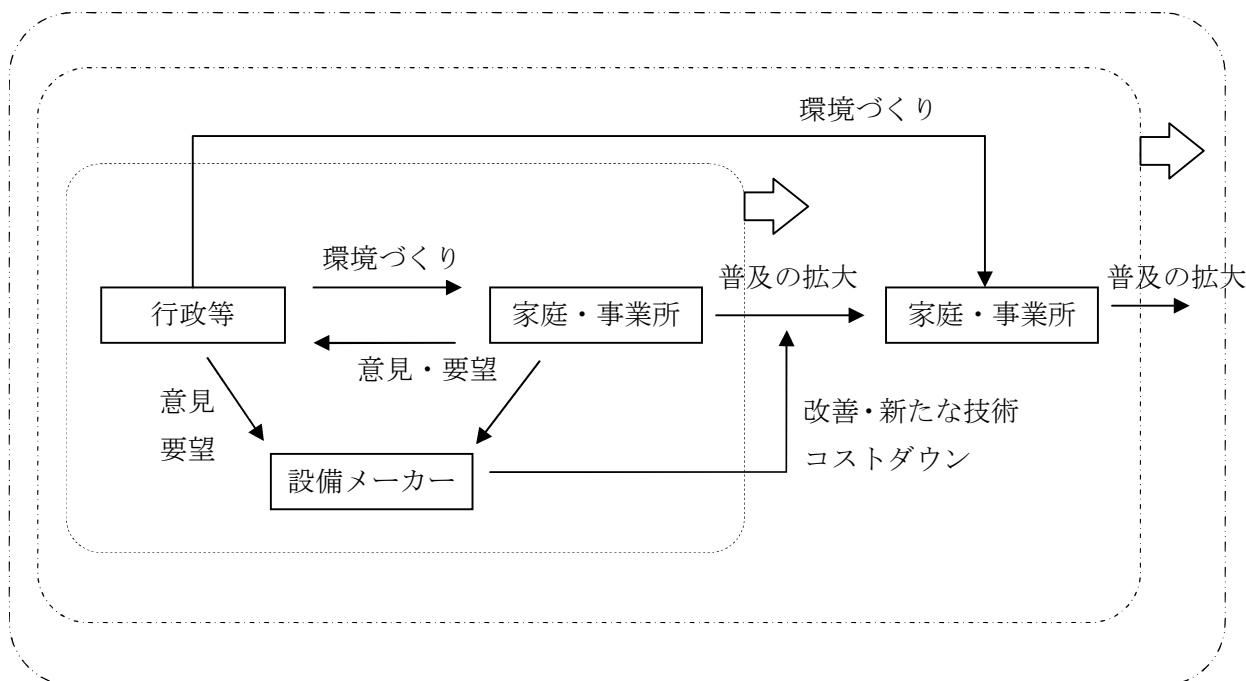 環境づくり
環境づくり
普及の拡大
普及の拡大
行政等
家庭・事業所
家庭・事業所
意見・要望
意見
要望
改善・新たな技術
コストダウン
設備メーカー